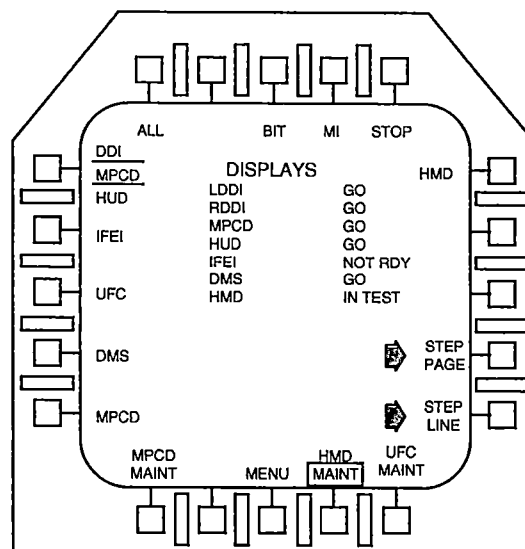 ALL BIT MI STOP
DDI
MPCD
HUD
IFEI
UFC
DMS
MPCD
DISPLAYS
LDDI GO
RDDI GO
MPCD GO
HUD GO
IFEI NOT RDY
DMS GO
HMD IN TEST
HMD
STEP
PAGE
STEP
LINE
MPCD
MAINT
MENU
HMD
MAINT
UFC
MAINT